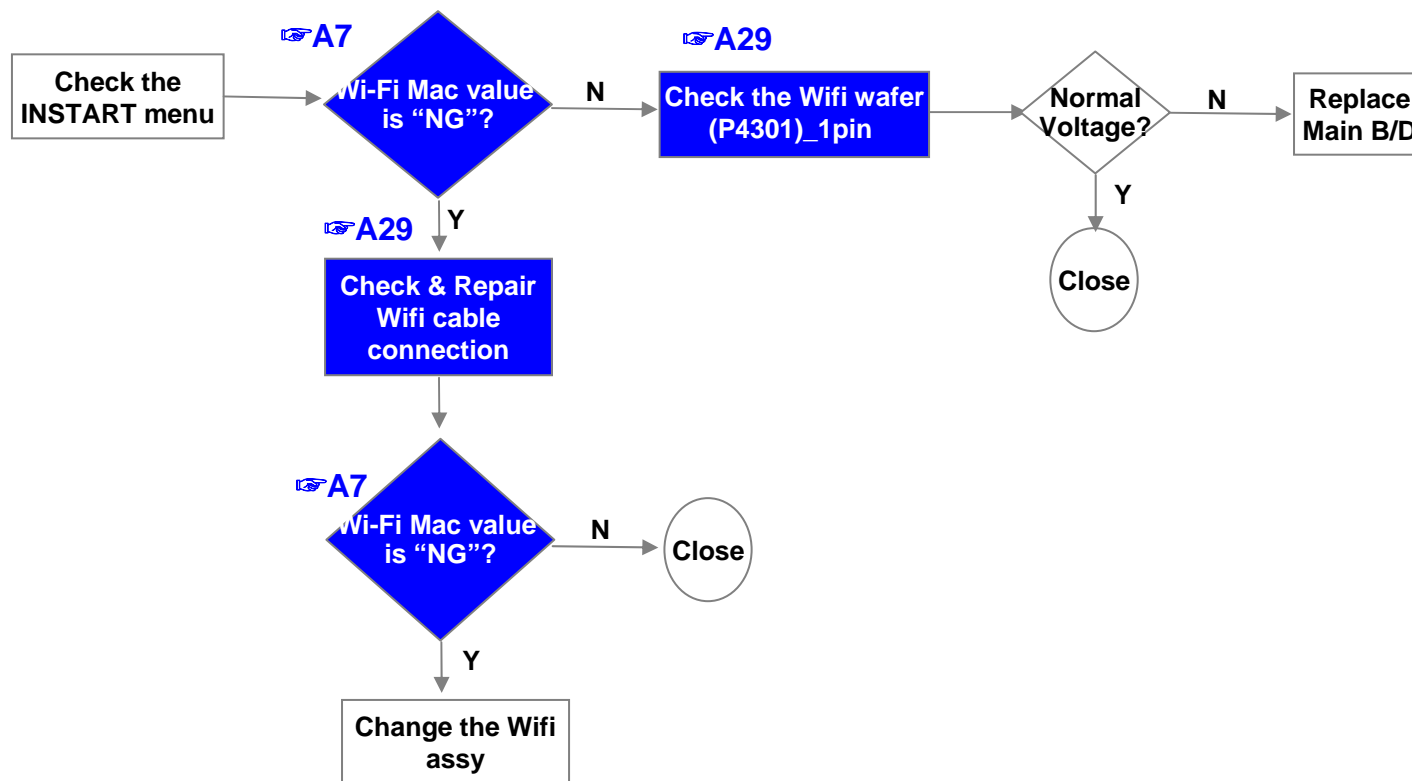 ☞A7
☞A29
Check the
INSTART menu
Wi-Fi Mac value
is “NG”?
N
Check the Wifi wafer
(P4301)_1pin
Normal
Voltage?
N
Replace
Main B/D
Y
☞A29
Y
Close
Check & Repair
Wifi cable
connection
☞A7
Wi-Fi Mac value
is “NG”?
N
Close
Y
Change the Wifi
assy